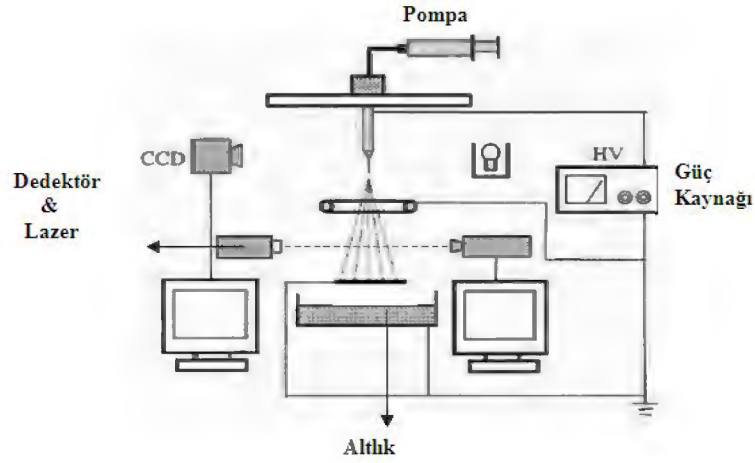 Pompa
CCD
HV
Güç
Kaynağı
Dedektör
&
Lazer
Altlık